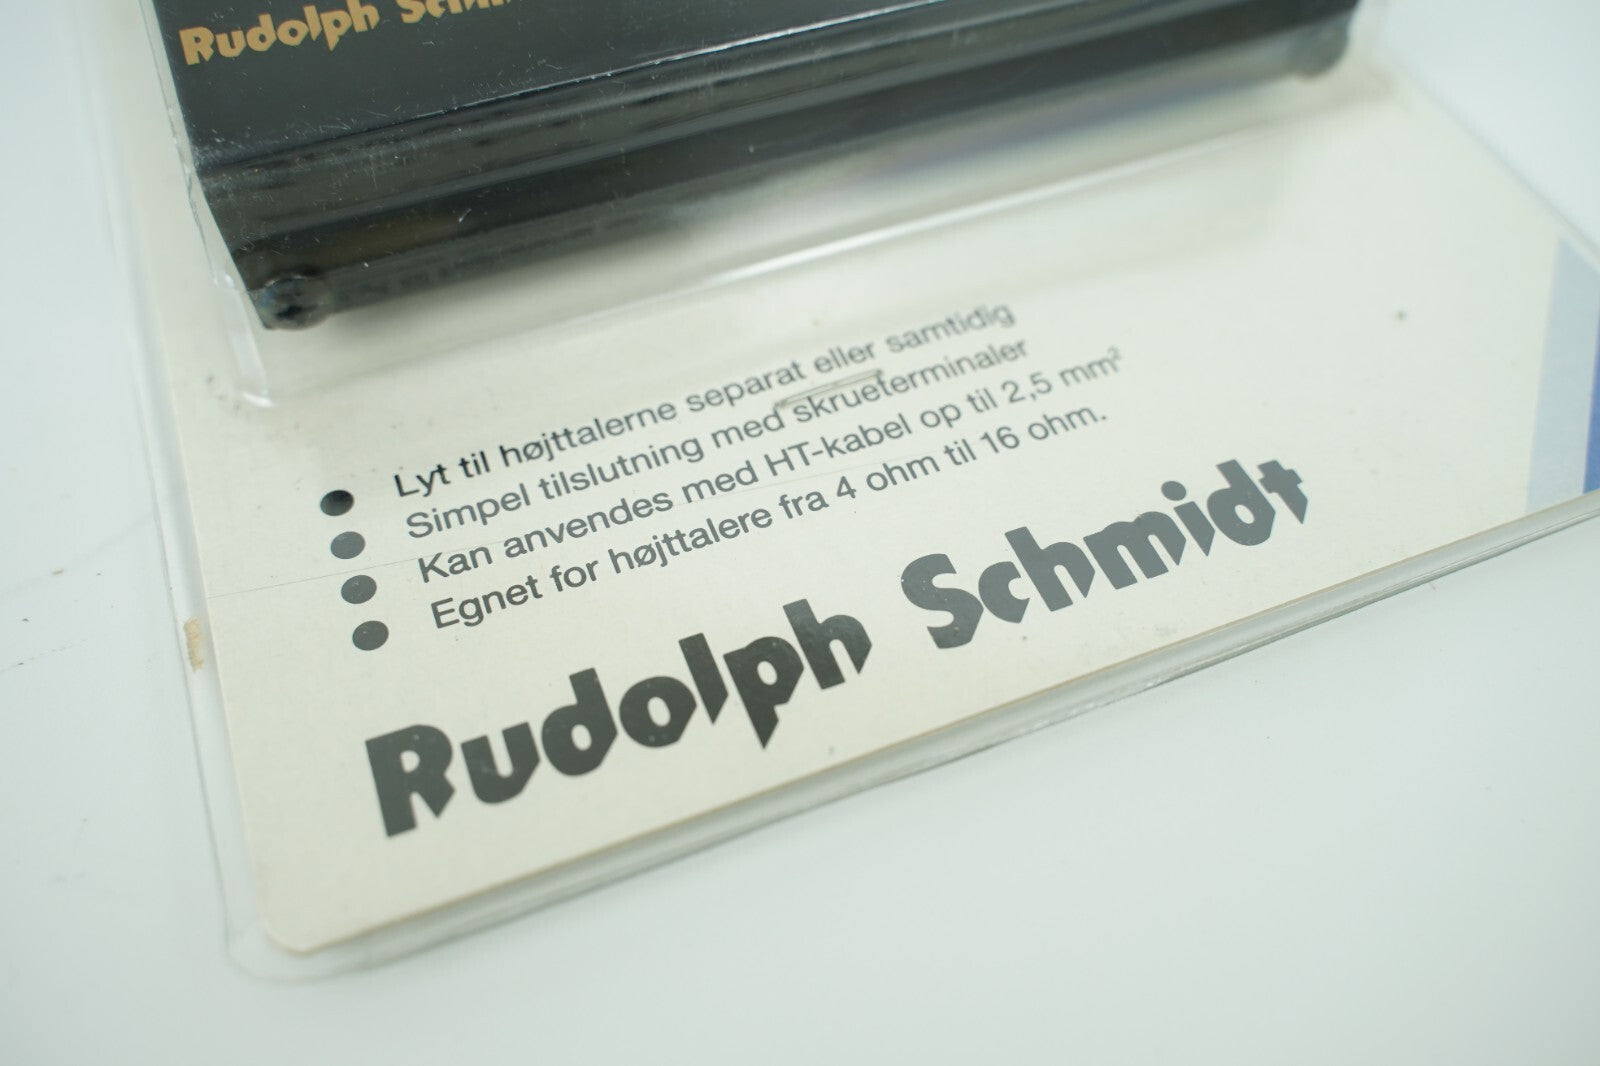 Rudolph Schm
● Lyt til højttalerne separat eller samtidig
● Simpel tilslutning med skrueterminaler
● Kan anvendes med HT-kabel op til 2,5 mm²
● Egnet for højttalere fra 4 ohm til 16 ohm.
Rudolph Schmidt